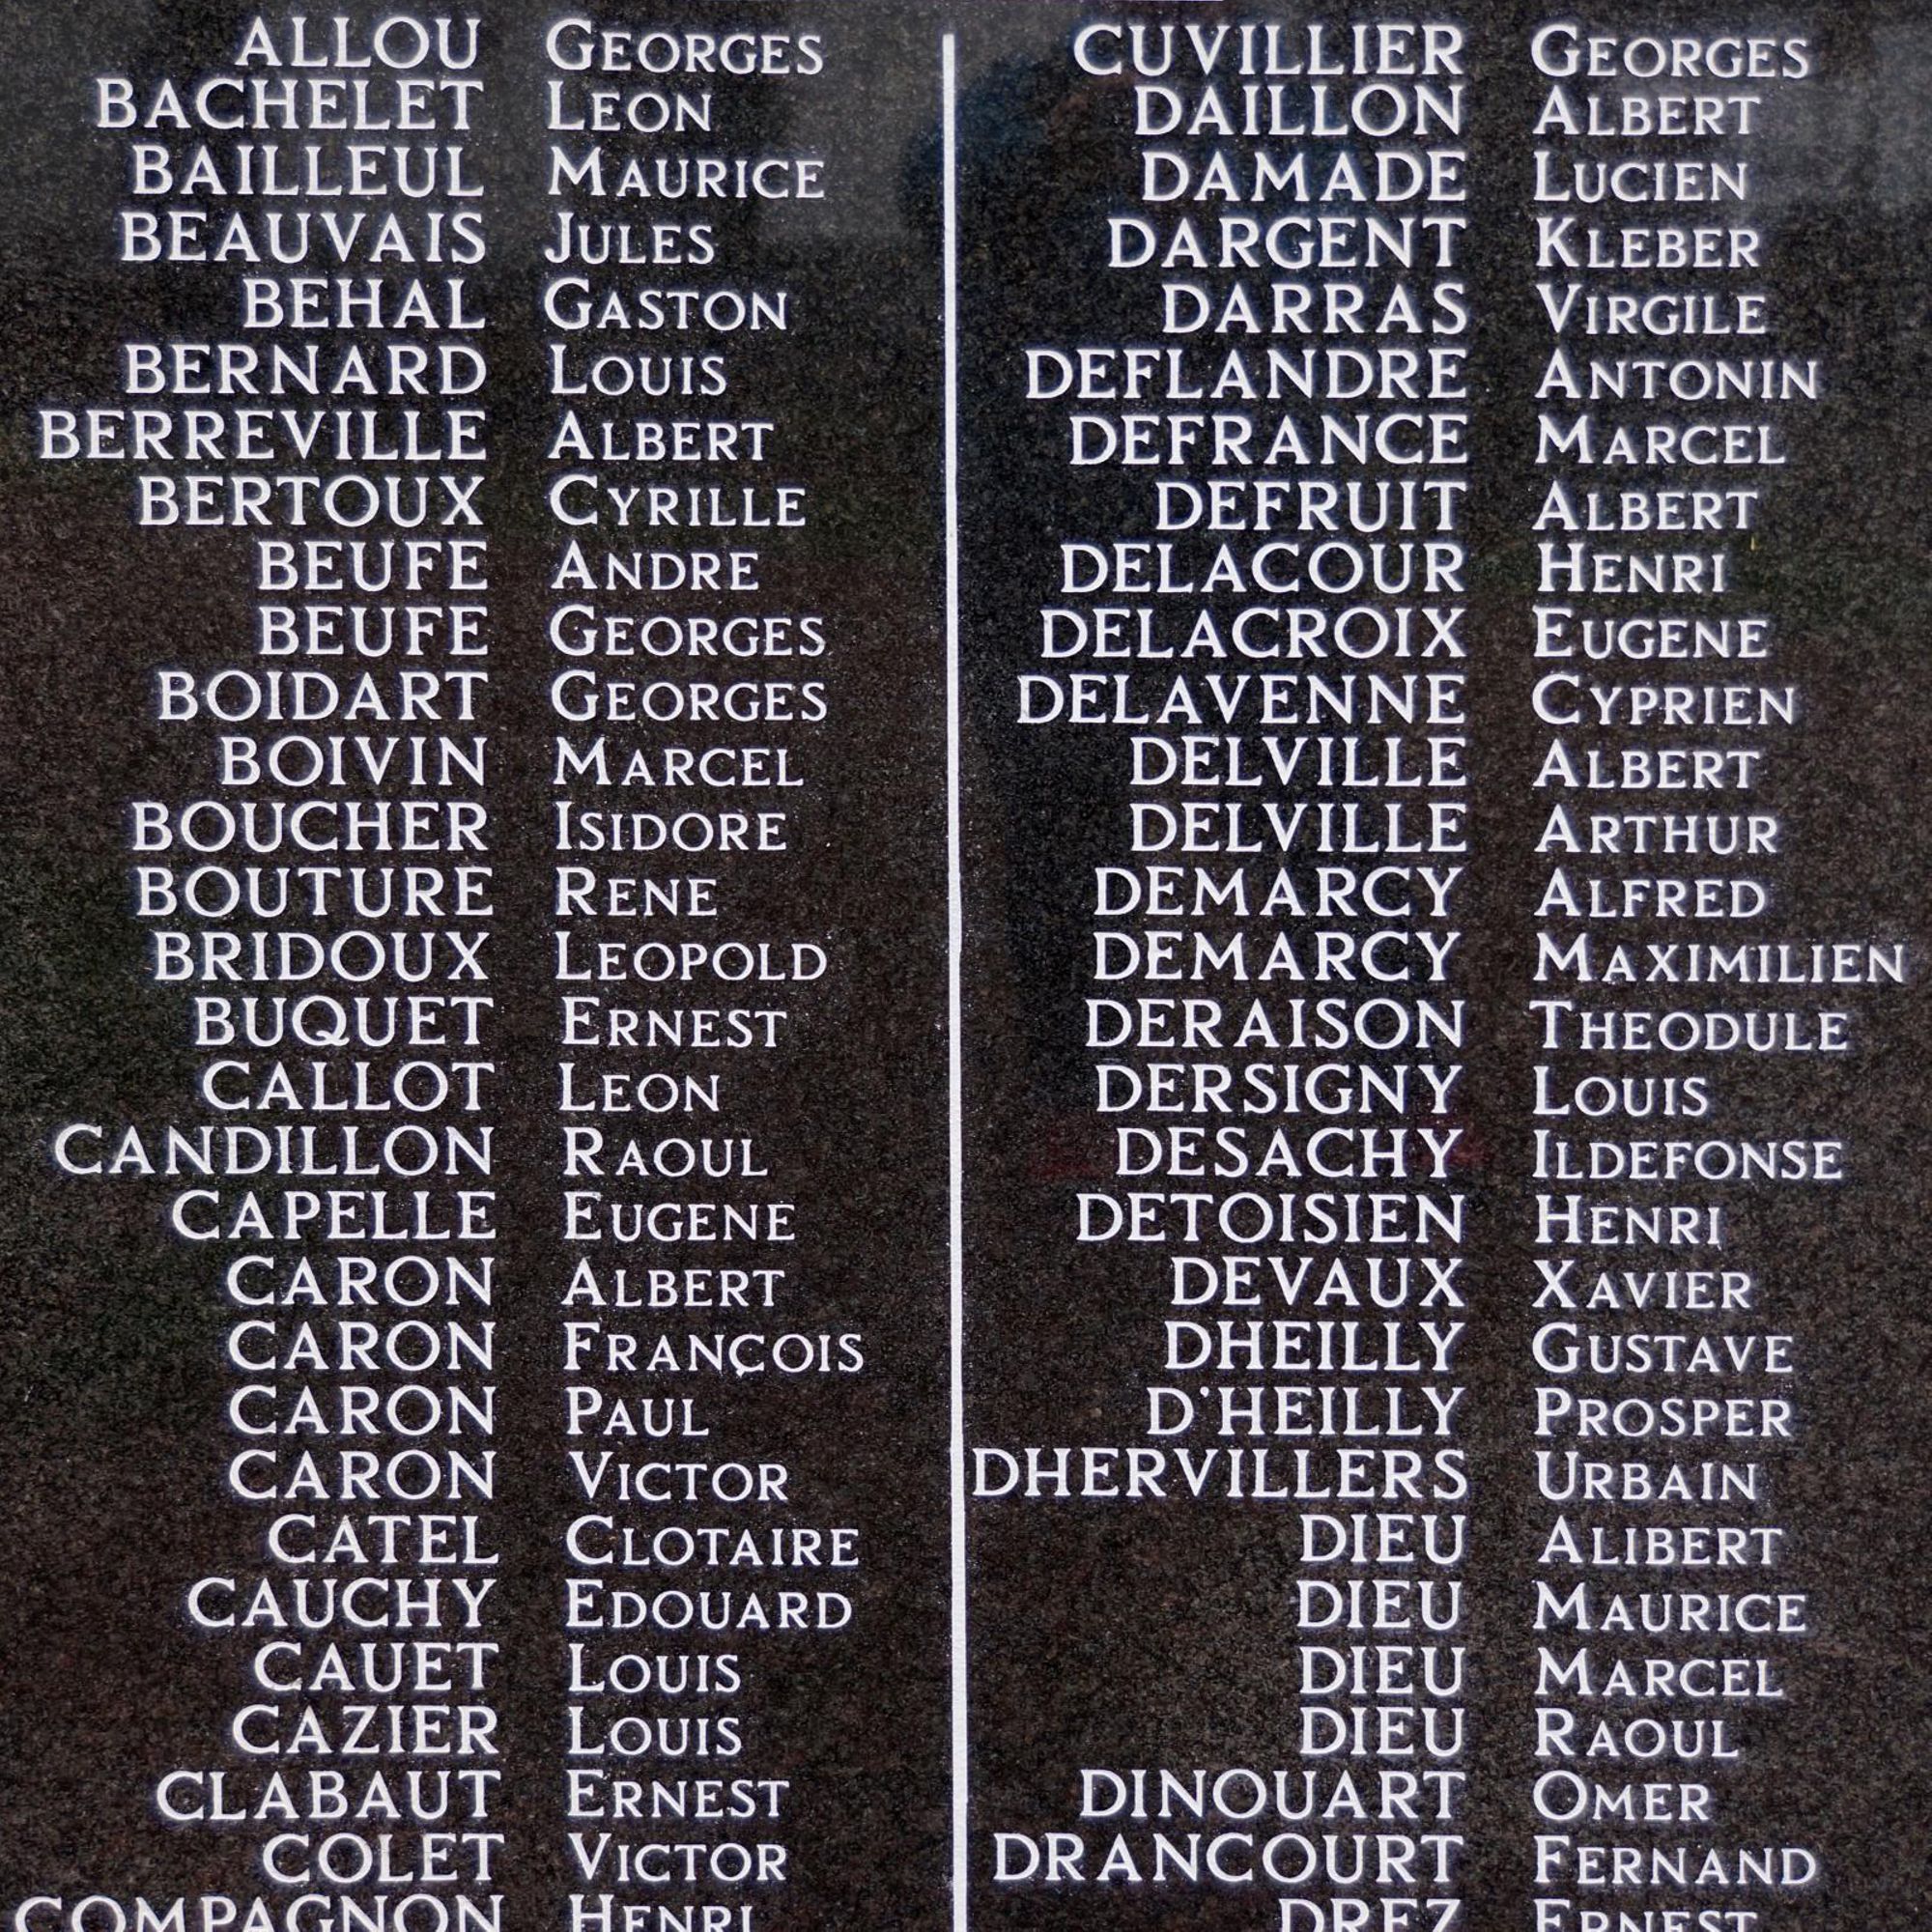 ALLOU GEORGES
BACHELET LEON
BAILLEUL MAURICE
BEAUVAIS JULES
BEHAL GASTON
BERNARD LOUIS
BERREVILLE ALBERT
BERTOUX CYRILLE
BEUFE ANDRE
BEUFE GEORGES
BOIDART GEORGES
BOIVIN MARCEL
BOUCHER ISIDORE
BOUTURE RENE
BRIDOUX LEOPOLD
BUQUET ERNEST
CALLOT LEON
CANDILLON RAOUL
CAPELLE EUGENE
CARON ALBERT
CARON FRANÇOIS
CARON PAUL
CARON VICTOR
CATEL CLOTAIRE
CAUCHY EDOUARD
CAUET LOUIS
CAZIER LOUIS
CLABAUT ERNEST
COLET VICTOR
COMPAGNON HENRI
CUVILLIER GEORGES
DAILLON ALBERT
DAMADE LUCIEN
DARGENT KLEBER
DARRAS VIRGILE
DEFLANDRE ANTONIN
DEFRANCE MARCEL
DEFRUIT ALBERT
DELACOUR HENRI
DELACROIX EUGENE
DELAVENNE CYPRIEN
DELVILLE ALBERT
DELVILLE ARTHUR
DEMARCY ALFRED
DEMARCY MAXIMILIEN
DERAISON THEODULE
DERSIGNY LOUIS
DESACHY ILDEFONSE
DETOISIEN HENRI
DEVAUX XAVIER
DHEILLY GUSTAVE
D'HEILLY PROSPER
DHERVILLERS URBAIN
DIEU ALIBERT
DIEU MAURICE
DIEU MARCEL
DIEU RAOUL
DINOUART OMER
DRANCOURT FERNAND
DREZ ERNEST